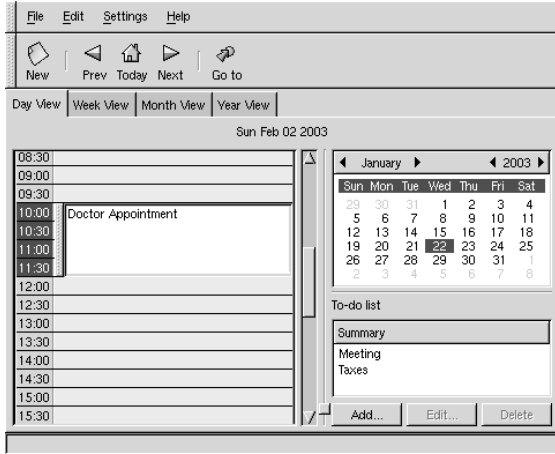 File Edit Settings Help
New Prev Today Next Go to
Day View Week View Month View Year View
Sun Feb 02 2003
08:30
09:00
09:30
10:00 Doctor Appointment
10:30
11:00
11:30
12:00
12:30
13:00
13:30
14:00
14:30
15:00
15:30
January 2003
Sun Mon Tue Wed Thu Fri Sat
29 30 31 1 2 3 4
5 6 7 8 9 10 11
12 13 14 15 16 17 18
19 20 21 22 23 24 25
26 27 28 29 30 31 1
2 3 4 5 6 7 8
To-do list
Summary
Meeting
Taxes
Add... Edit... Delete